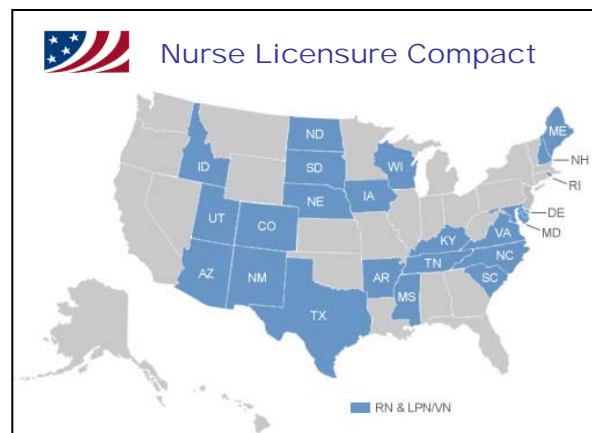 Nurse Licensure Compact
ND
ME
ID
SD
WI
NH
RI
NE
IA
UT
CO
DE
KY
VA
MD
TN
NC
AZ
NM
AR
SC
MS
TX
RN & LPN/VN